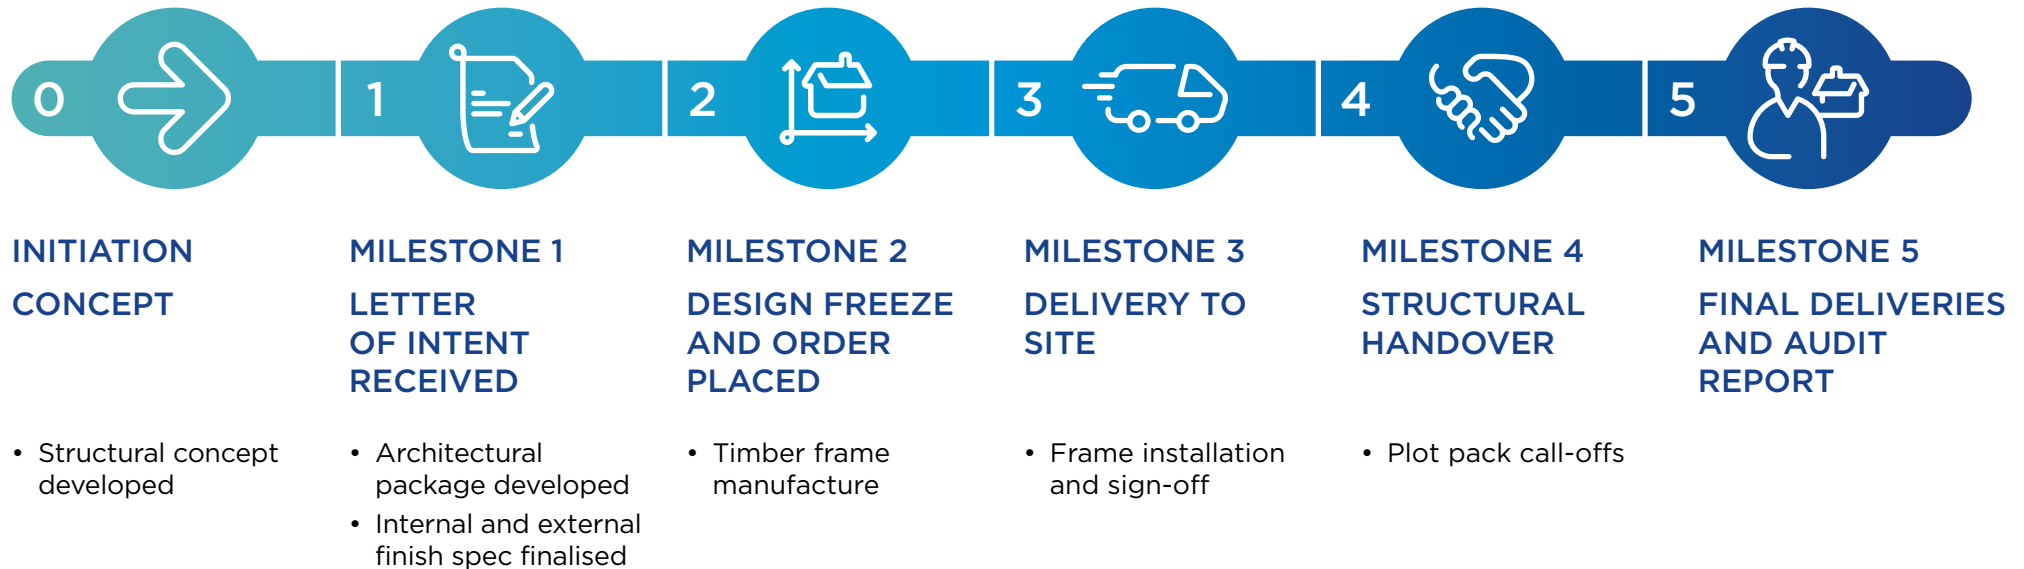 0
1
2
3
4
5
INITIATION
CONCEPT
• Structural concept
developed
MILESTONE 1
LETTER
OF INTENT
RECEIVED
• Architectural
package developed
• Internal and external
finish spec finalised
MILESTONE 2
DESIGN FREEZE
AND ORDER
PLACED
• Timber frame
manufacture
MILESTONE 3
DELIVERY TO
SITE
• Frame installation
and sign-off
MILESTONE 4
STRUCTURAL
HANDOVER
• Plot pack call-offs
MILESTONE 5
FINAL DELIVERIES
AND AUDIT
REPORT